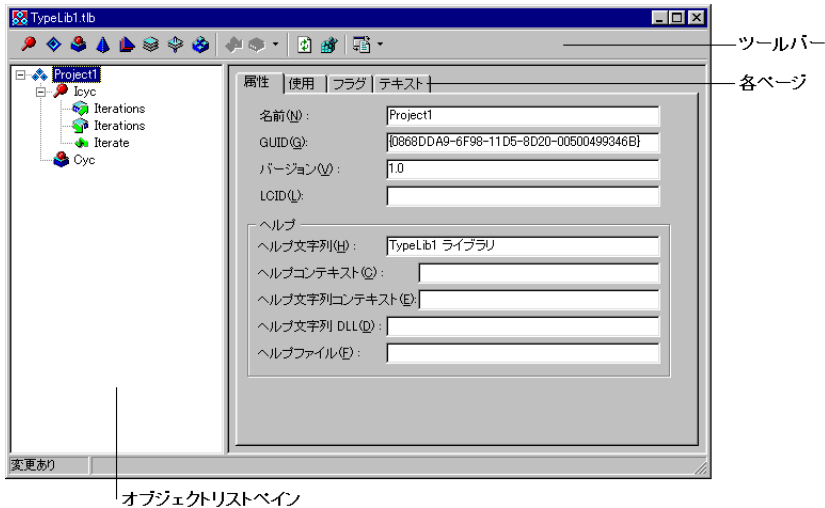 TypeLib1.tlb
ツールバー
Project1
Icyc
Iterations
Iterations
Iterate
Cyc
属性 使用 フラグ テキスト
各ページ
名前(N): Project1
GUID(G): {0868DDA9-6F98-11D5-8D20-00500499346B}
バージョン(V): 1.0
LCID(L):
ヘルプ
ヘルプ文字列(H): TypeLib1 ライブラリ
ヘルプコンテキスト(C):
ヘルプ文字列コンテキスト(E):
ヘルプ文字列 DLL(D):
ヘルプファイル(F):
変更あり
オブジェクトリストペイン